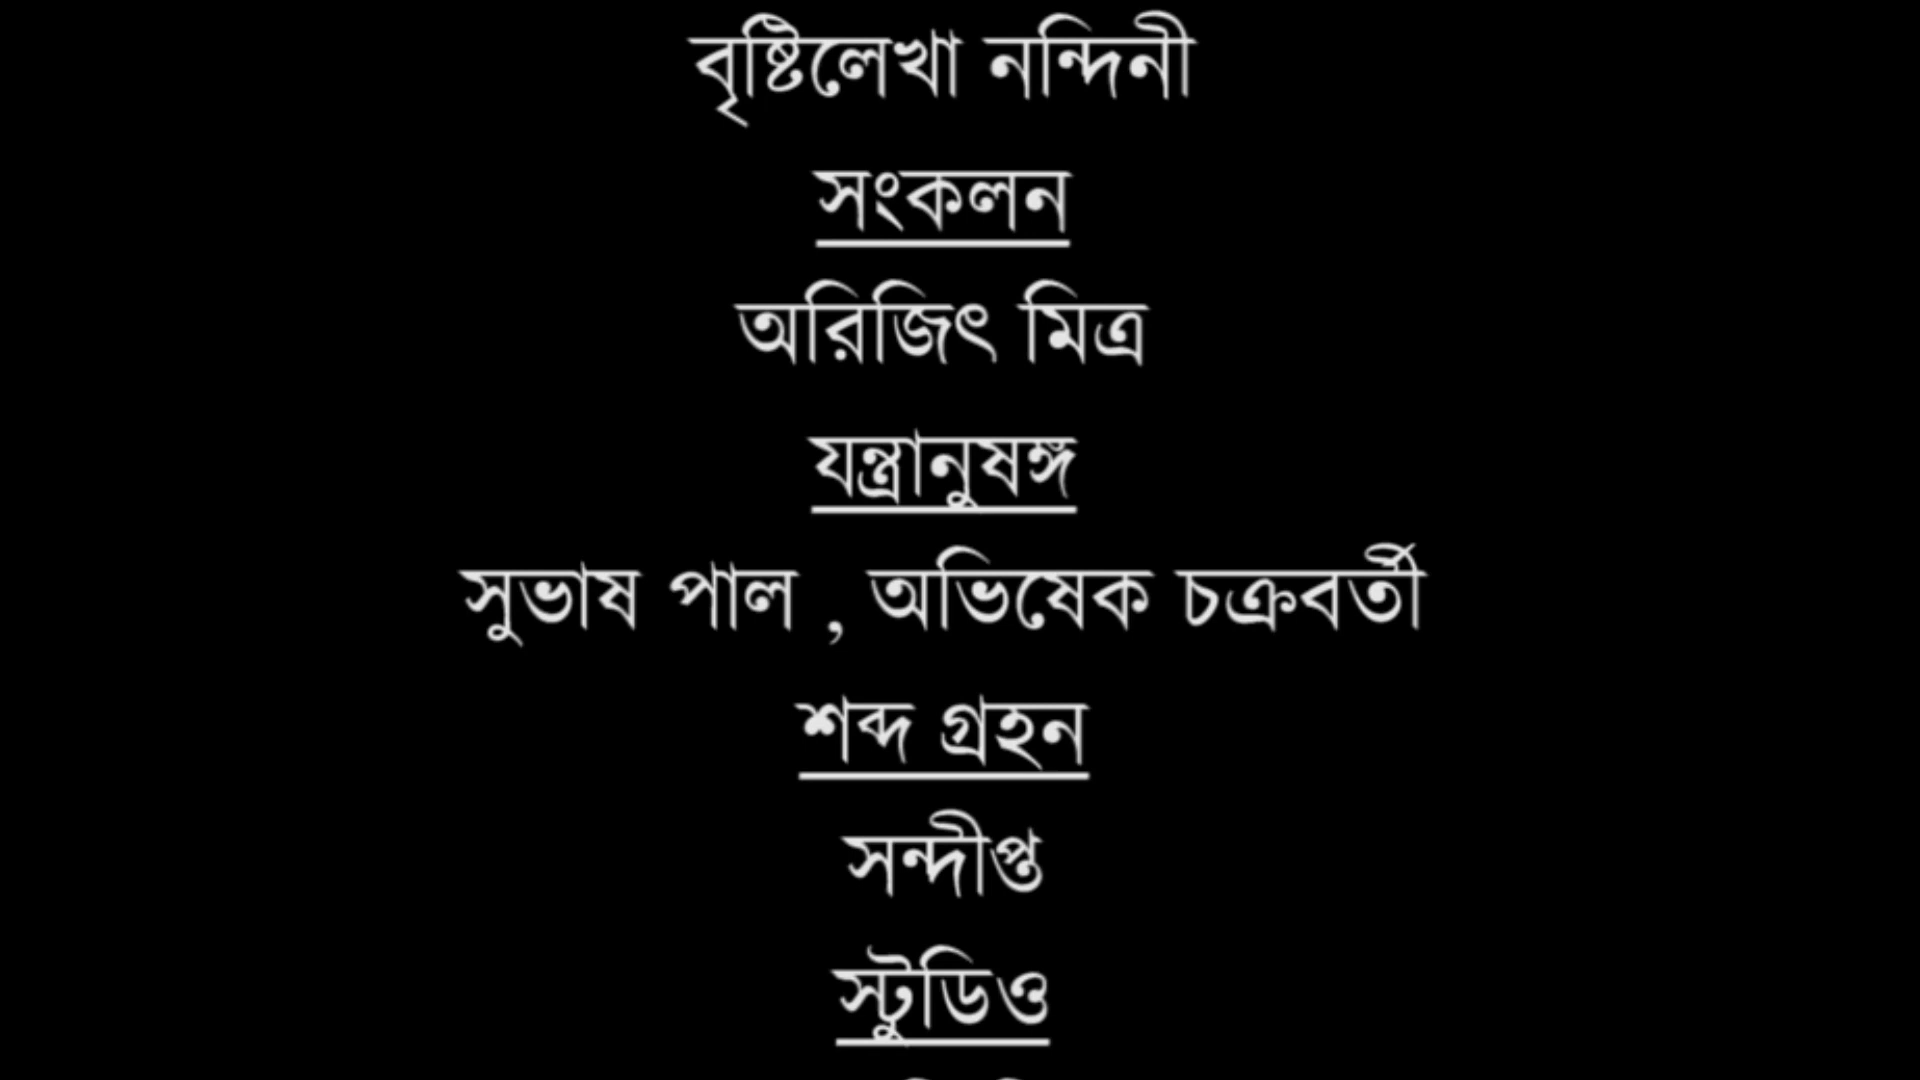 বৃষ্টিলেখা নন্দিনী
সংকলন
অরিজিৎ মিত্র
যন্ত্রানুষঙ্গ
সুভাষ পাল , অভিষেক চক্রবর্তী
শব্দ গ্রহন
সন্দীপ্ত
স্টুডিও